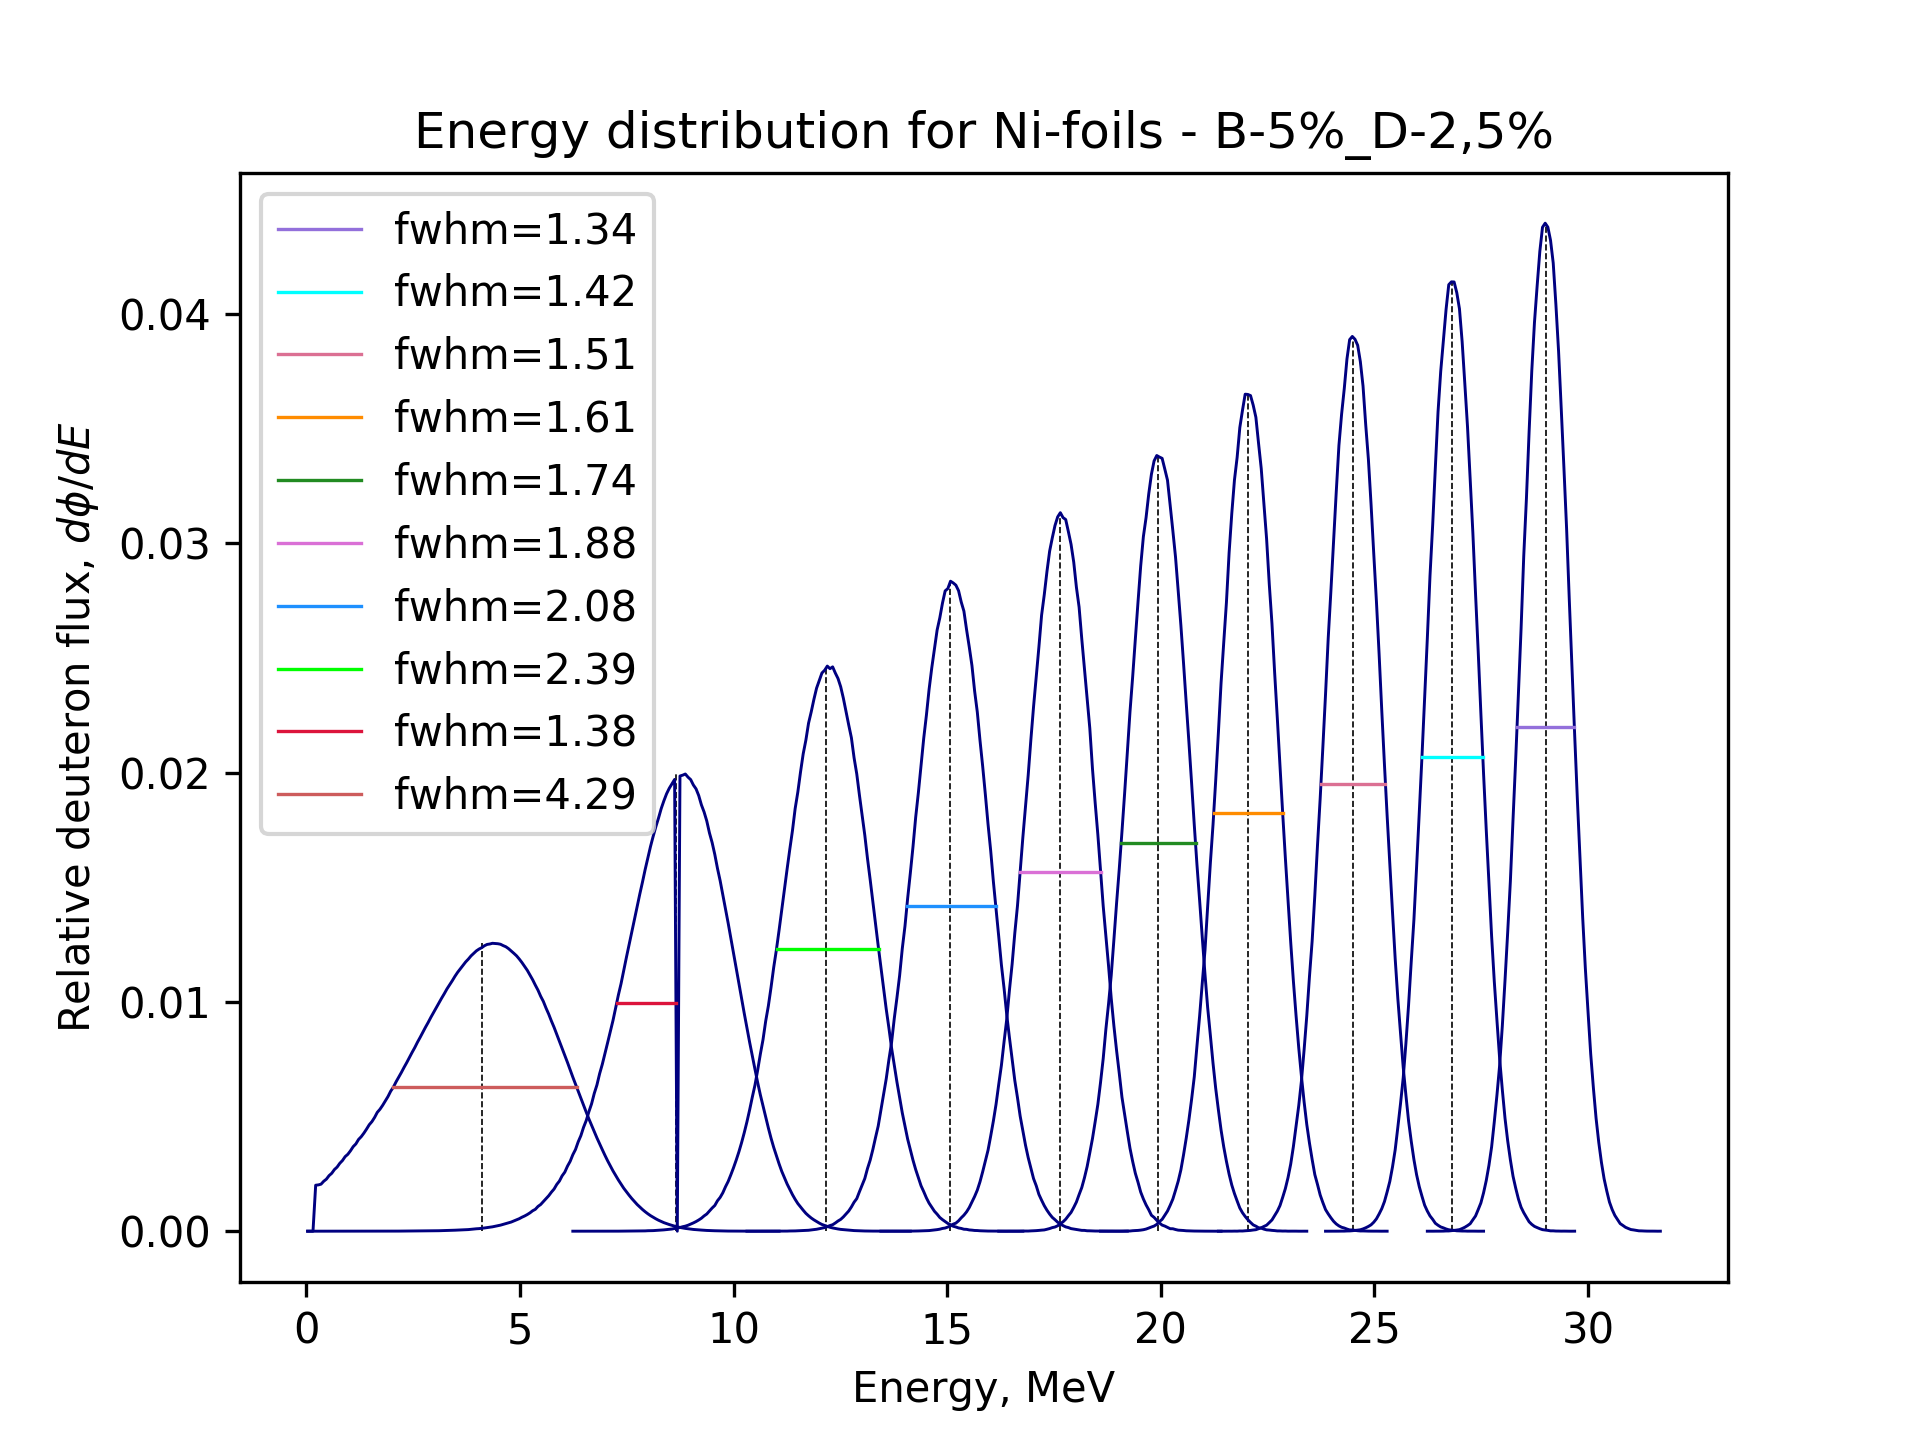 Energy distribution for Ni-foils - B-5%_D-2,5%
fwhm=1.34
fwhm=1.42
fwhm=1.51
fwhm=1.61
fwhm=1.74
fwhm=1.88
fwhm=2.08
fwhm=2.39
fwhm=1.38
fwhm=4.29
Relative deuteron flux, dϕ/dE
0.04
0.03
0.02
0.01
0.00
0 5 10 15 20 25 30
Energy, MeV